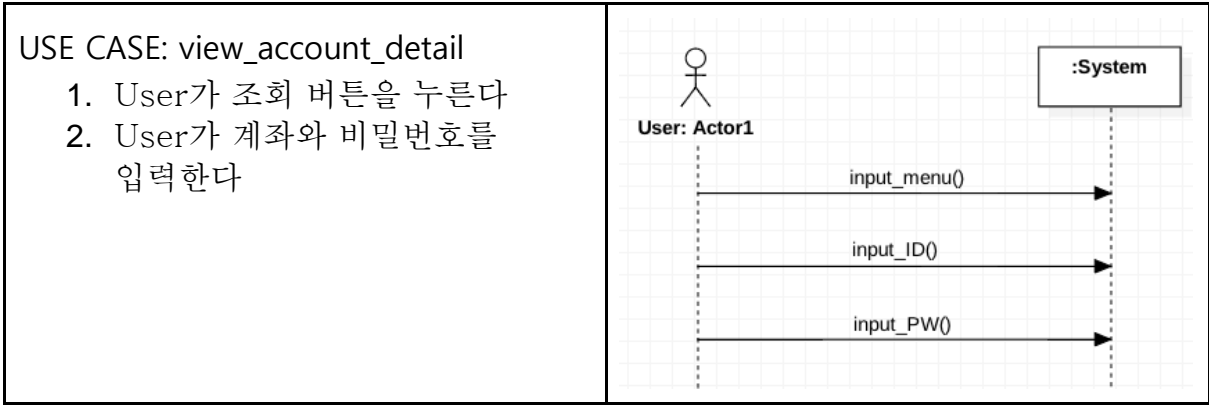 USE CASE: view_account_detail
1. User가 조회 버튼을 누른다
2. User가 계좌와 비밀번호를
입력한다
User: Actor1
:System
input_menu()
input_ID()
input_PW()